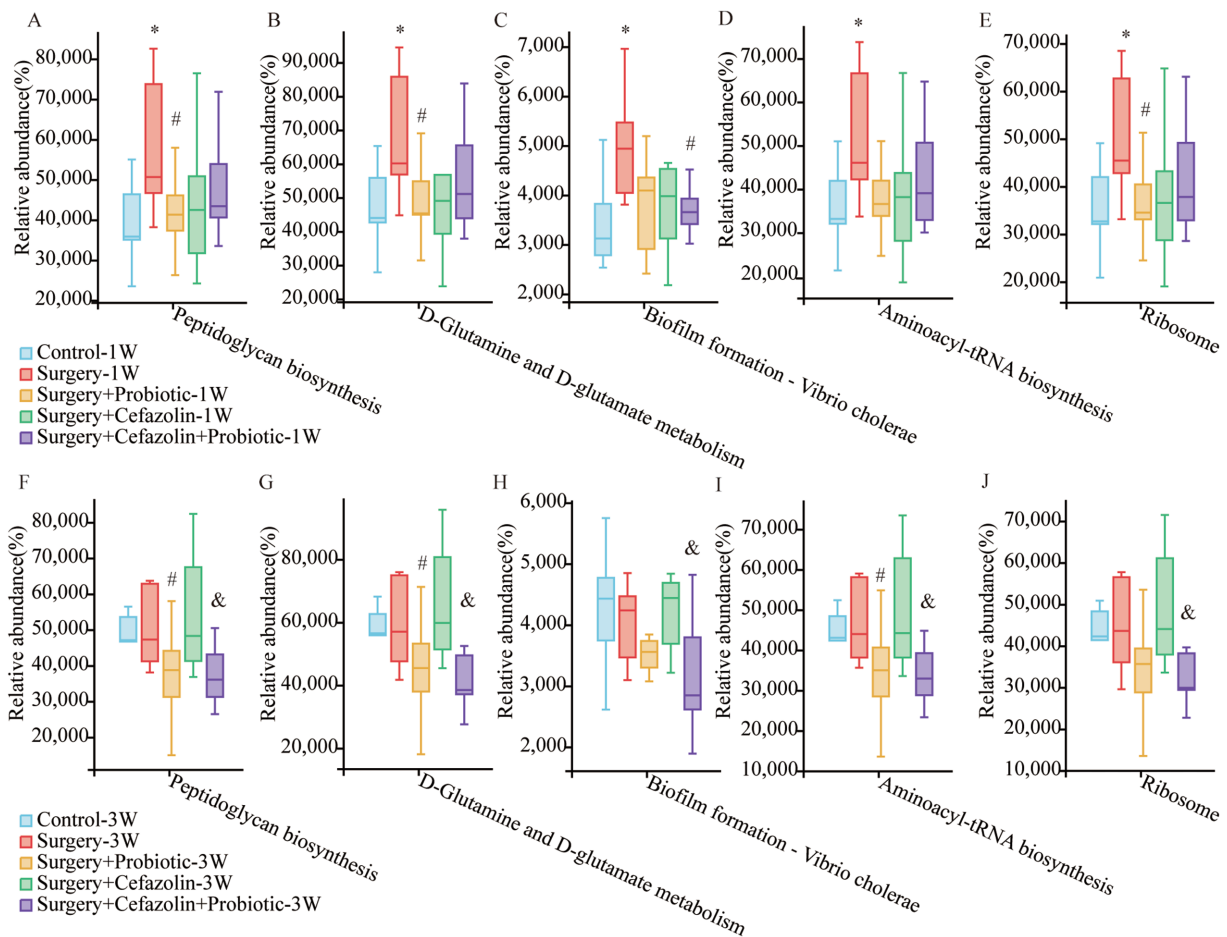 A
Relative abundance(%)
80,000
70,000
60,000
50,000
40,000
30,000
20,000
*
#
Peptidoglycan biosynthesis
B
Relative abundance(%)
90,000
80,000
70,000
60,000
50,000
40,000
30,000
20,000
*
#
D-Glutamine and D-glutamate metabolism
C
Relative abundance(%)
7,000
6,000
5,000
4,000
3,000
2,000
*
#
Biofilm formation - Vibrio cholerae
D
Relative abundance(%)
70,000
60,000
50,000
40,000
30,000
20,000
*
Aminoacyl-tRNA biosynthesis
E
Relative abundance(%)
70,000
60,000
50,000
40,000
30,000
20,000
*
#
Ribosome
Control-1W
Surgery-1W
Surgery+Probiotic-1W
Surgery+Cefazolin-1W
Surgery+Cefazolin+Probiotic-1W
F
Relative abundance(%)
80,000
70,000
60,000
50,000
40,000
30,000
20,000
#
&
Peptidoglycan biosynthesis
G
Relative abundance(%)
80,000
60,000
40,000
20,000
#
&
D-Glutamine and D-glutamate metabolism
H
Relative abundance(%)
6,000
5,000
4,000
3,000
2,000
&
Biofilm formation - Vibrio cholerae
I
Relative abundance(%)
70,000
60,000
50,000
40,000
30,000
20,000
10,000
#
&
Aminoacyl-tRNA biosynthesis
J
Relative abundance(%)
70,000
60,000
50,000
40,000
30,000
20,000
10,000
&
Ribosome
Control-3W
Surgery-3W
Surgery+Probiotic-3W
Surgery+Cefazolin-3W
Surgery+Cefazolin+Probiotic-3W